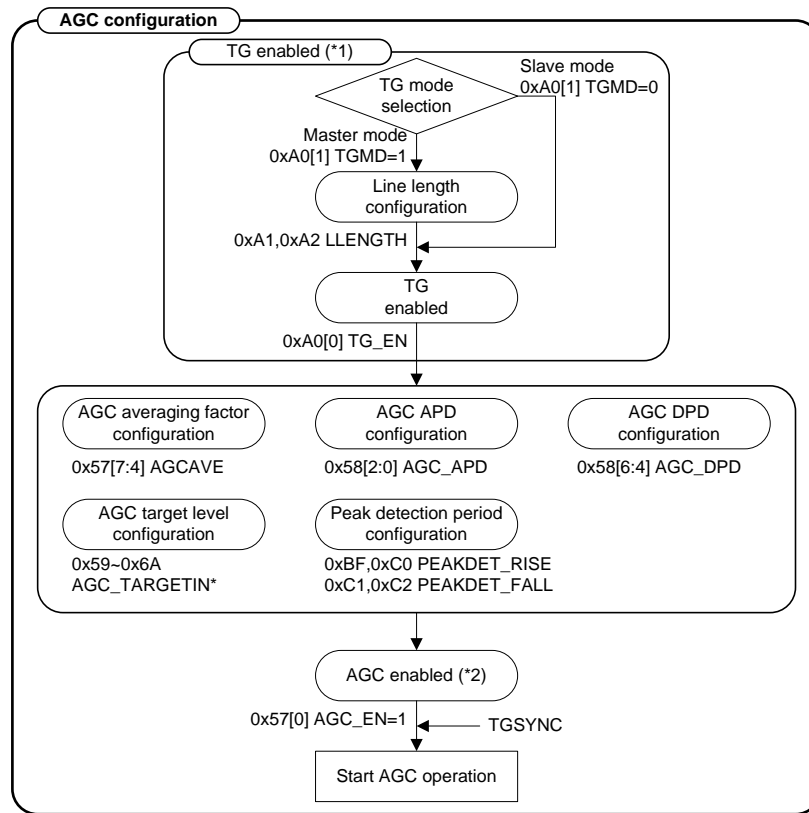 AGC configuration
TG enabled (*1)
TG mode
selection
Slave mode
0xA0[1] TGMD=0
Master mode
0xA0[1] TGMD=1
Line length
configuration
0xA1,0xA2 LLENGTH
TG
enabled
0xA0[0] TG_EN
AGC averaging factor
configuration
0x57[7:4] AGCAVE
AGC APD
configuration
0x58[2:0] AGC_APD
AGC DPD
configuration
0x58[6:4] AGC_DPD
AGC target level
configuration
0x59~0x6A
AGC_TARGETIN*
Peak detection period
configuration
0xBF,0xC0 PEAKDET_RISE
0xC1,0xC2 PEAKDET_FALL
AGC enabled (*2)
0x57[0] AGC_EN=1
TGSYNC
Start AGC operation